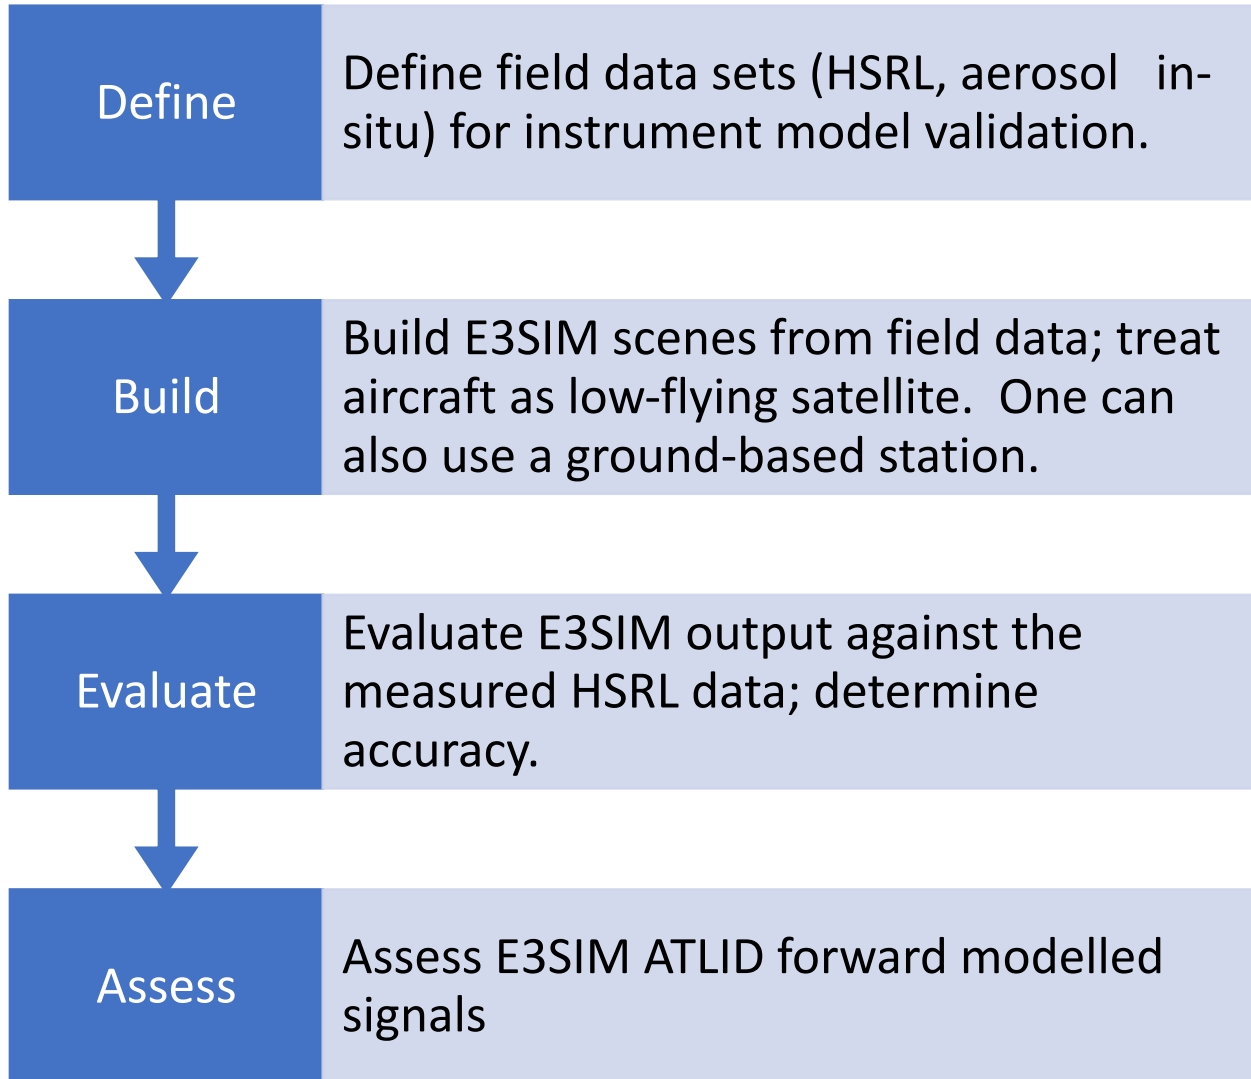 Define
Define field data sets (HSRL, aerosol   in-
situ) for instrument model validation.
Build
Build E3SIM scenes from field data; treat
aircraft as low-flying satellite.  One can
also use a ground-based station.
Evaluate
Evaluate E3SIM output against the
measured HSRL data; determine
accuracy.
Assess
Assess E3SIM ATLID forward modelled
signals